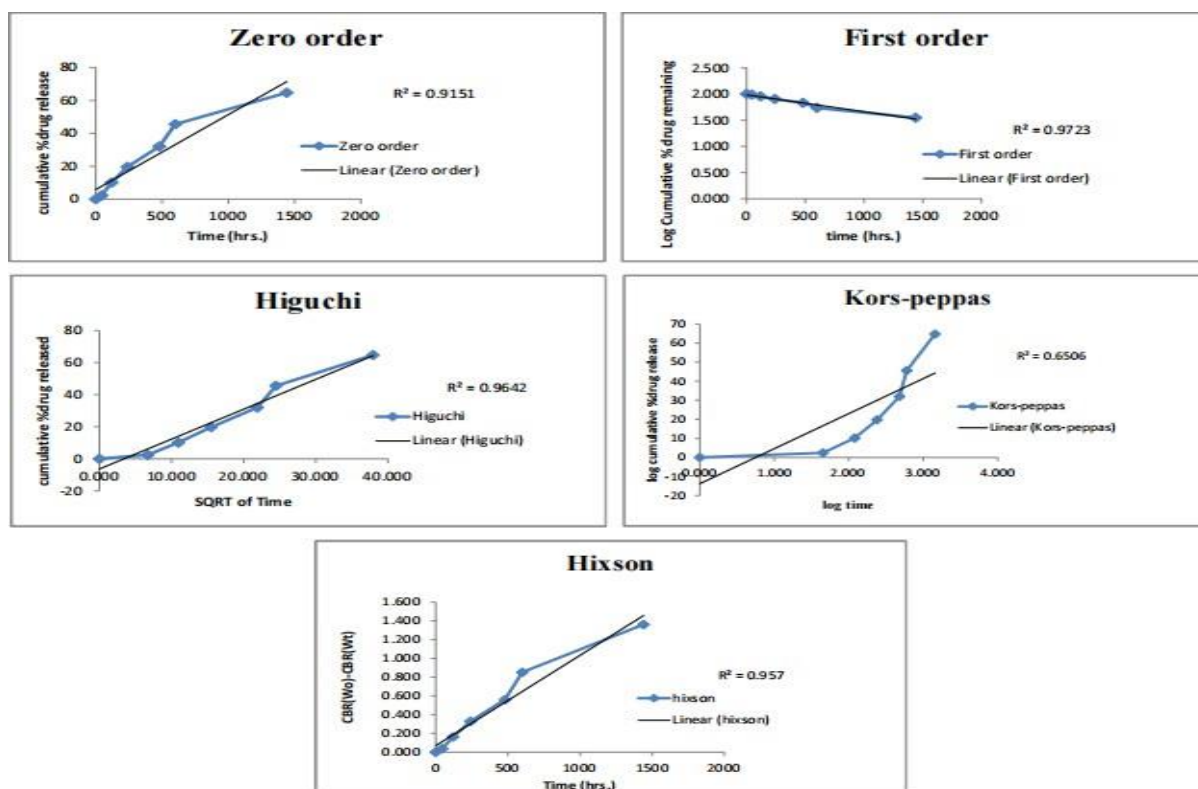 Zero order
cumulative %drug release
80
60
40
20
0
0 500 1000 1500 2000
Time (hrs.)
R² = 0.9151
Zero order
Linear (Zero order)
First order
Log Cumulative % drug remaining
2.500
2.000
1.500
1.000
0.500
0.000
0 500 1000 1500 2000
time (hrs.)
R² = 0.9723
First order
Linear (First order)
Higuchi
cumulative %drug released
80
60
40
20
0
-20
0.000 10.000 20.000 30.000 40.000
SQRT of Time
R² = 0.9642
Higuchi
Linear (Higuchi)
Kors-peppas
log cumulative %drug release
70
60
50
40
30
20
10
0
-10
-20
0.000 1.000 2.000 3.000 4.000
log time
R² = 0.6506
Kors-peppas
Linear (Kors-peppas)
Hixson
CBR(Wo)-CBR(Wt)
1.600
1.400
1.200
1.000
0.800
0.600
0.400
0.200
0.000
0 500 1000 1500 2000
Time (hrs.)
R² = 0.957
hixson
Linear (hixson)